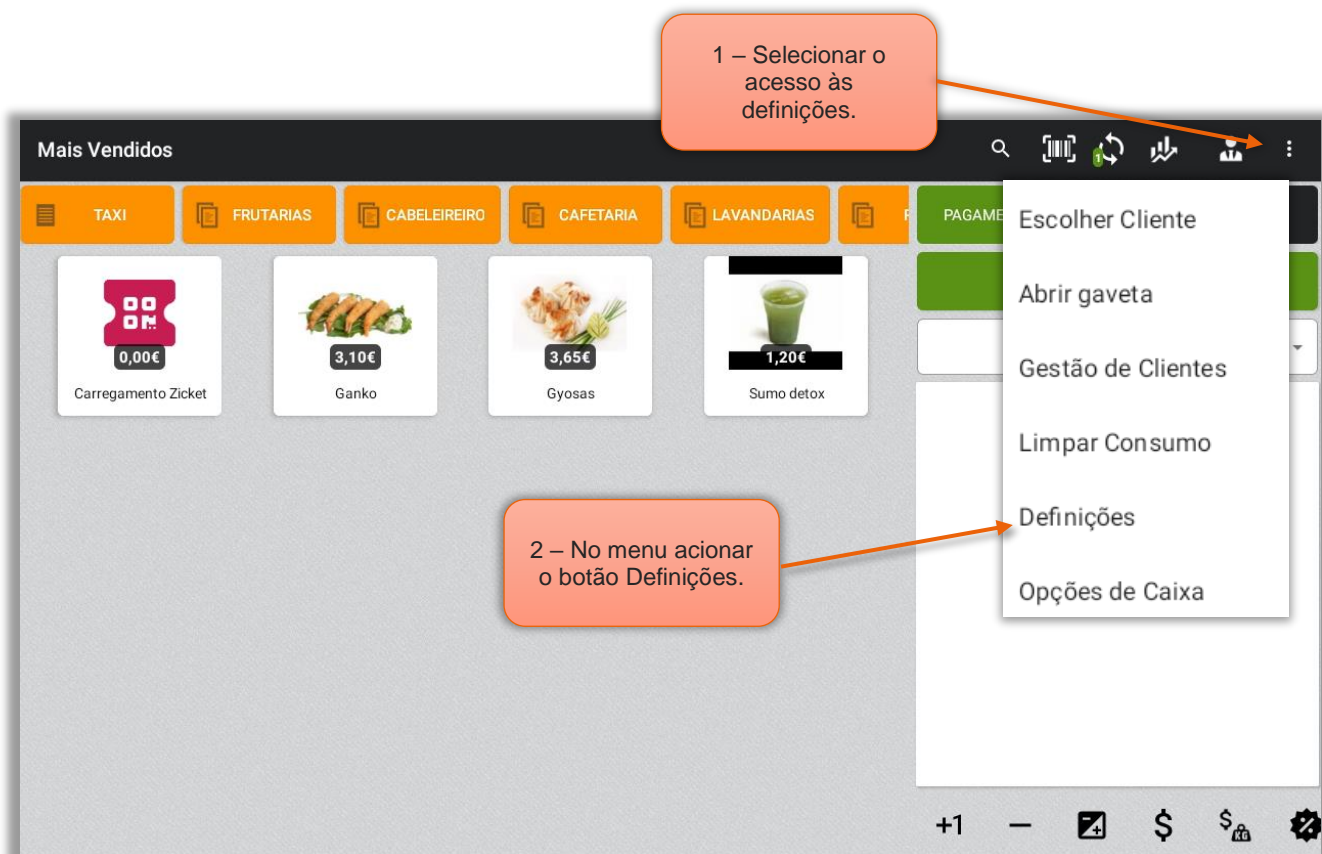 1 – Selecionar o
acesso às
definições.
Mais Vendidos
1
TAXI
FRUTARIAS
CABELEIREIRO
CAFETARIA
LAVANDARIAS
PAGAME
Escolher Cliente
Abrir gaveta
Gestão de Clientes
Limpar Consumo
Definições
Opções de Caixa
0,00€
Carregamento Zicket
3,10€
Ganko
3,65€
Gyosas
1,20€
Sumo detox
2 – No menu acionar
o botão Definições.
+1
$
$ KG